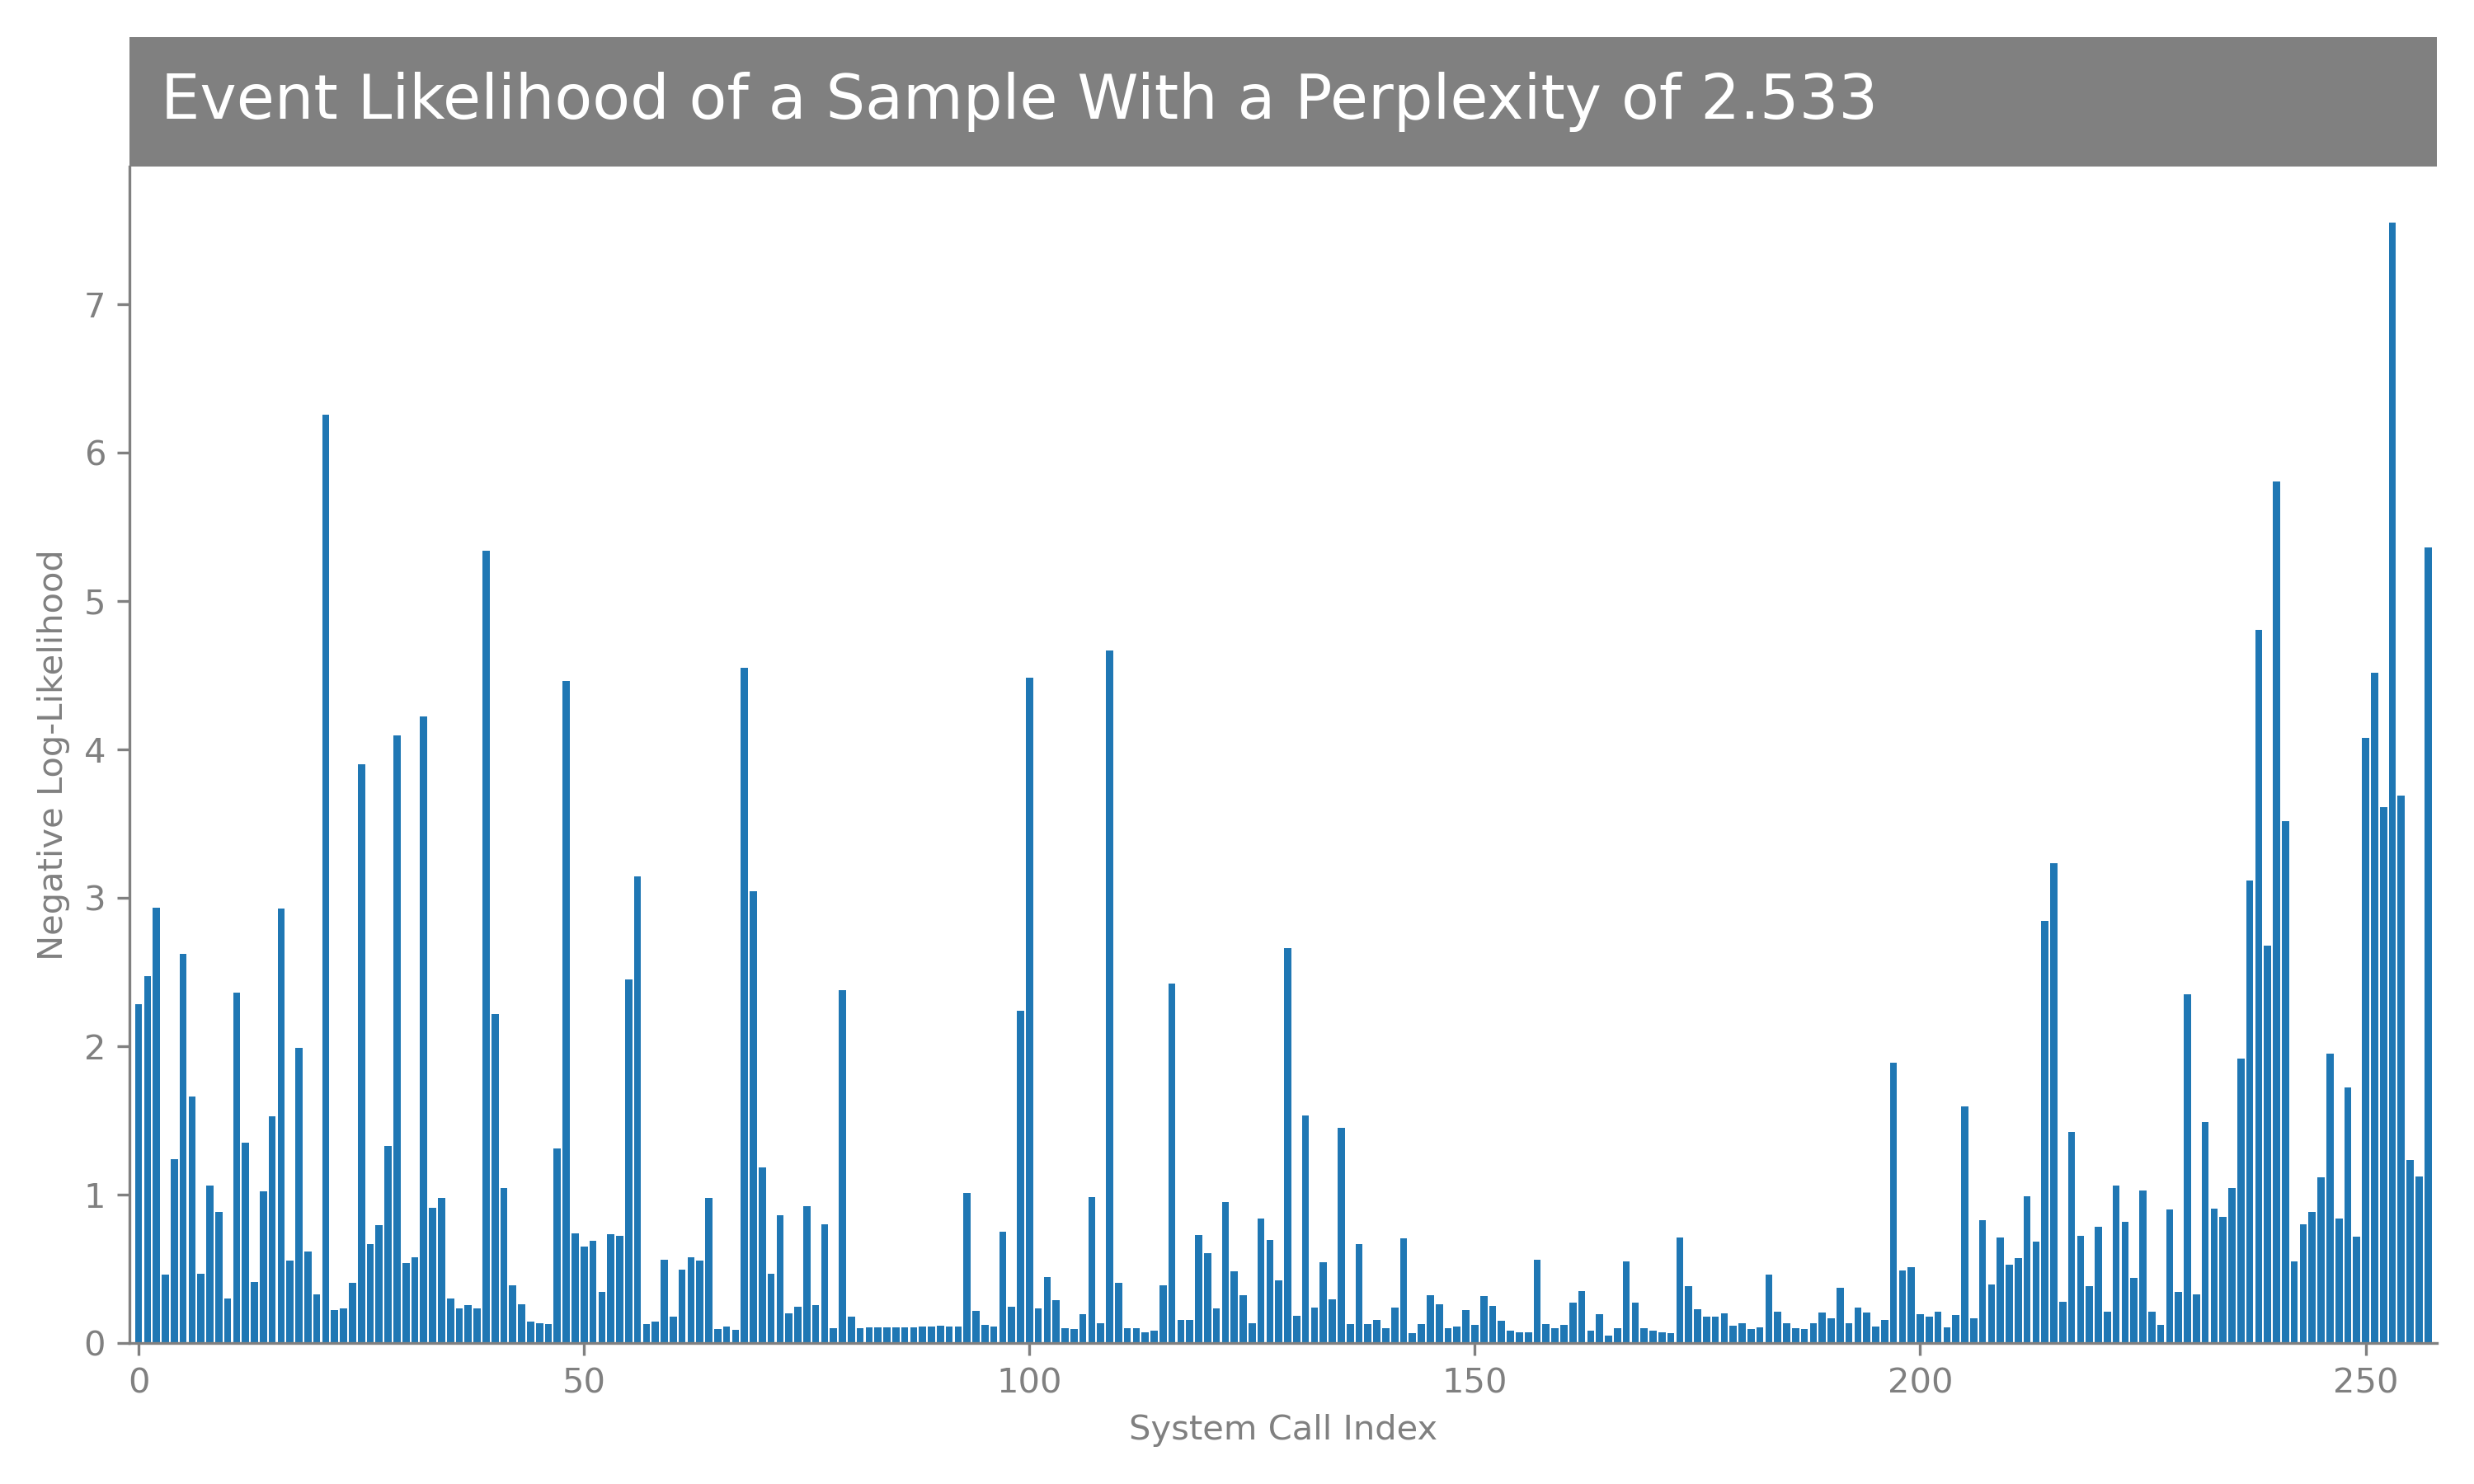 Event Likelihood of a Sample With a Perplexity of 2.533
7
6
5
4
3
2
1
0
Negative Log-Likelihood
0 50 100 150 200 250
System Call Index